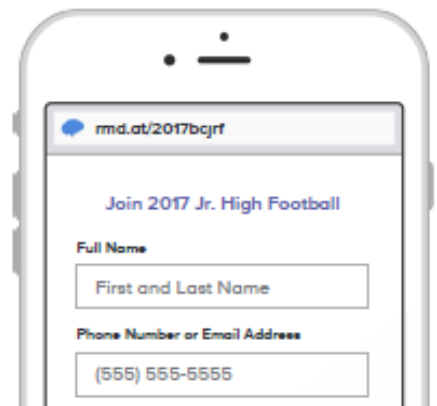 rmd.at/2017bcjrf
Join 2017 Jr. High Football
Full Name
First and Last Name
Phone Number or Email Address
(555) 555-5555